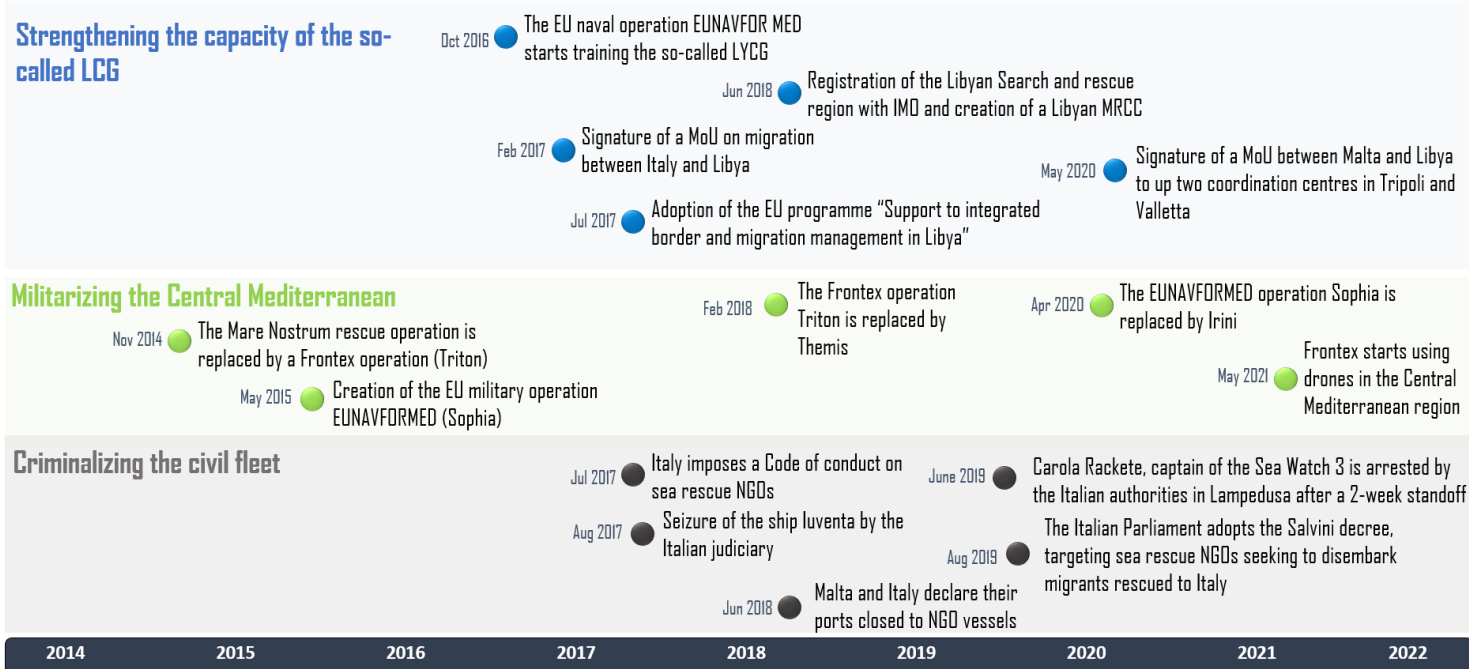 Strengthening the capacity of the so-
called LCG
Oct 2016
The EU naval operation EUNAVFOR MED
starts training the so-called LYCG
Jun 2018
Registration of the Libyan Search and rescue
region with IMO and creation of a Libyan MRCC
Feb 2017
Signature of a MoU on migration
between Italy and Libya
May 2020
Signature of a MoU between Malta and Libya
to up two coordination centres in Tripoli and
Valletta
Jul 2017
Adoption of the EU programme “Support to integrated
border and migration management in Libya”
Militarizing the Central Mediterranean
Nov 2014
The Mare Nostrum rescue operation is
replaced by a Frontex operation (Triton)
May 2015
Creation of the EU military operation
EUNAVFORMED (Sophia)
Feb 2018
The Frontex operation
Triton is replaced by
Themis
Apr 2020
The EUNAVFORMED operation Sophia is
replaced by Irini
May 2021
Frontex starts using
drones in the Central
Mediterranean region
Criminalizing the civil fleet
Jul 2017
Italy imposes a Code of conduct on
sea rescue NGOs
Aug 2017
Seizure of the ship Iuventa by the
Italian judiciary
Jun 2018
Malta and Italy declare their
ports closed to NGO vessels
June 2019
Carola Rackete, captain of the Sea Watch 3 is arrested by
the Italian authorities in Lampedusa after a 2-week standoff
Aug 2019
The Italian Parliament adopts the Salvini decree,
targeting sea rescue NGOs seeking to disembark
migrants rescued to Italy
2014 2015 2016 2017 2018 2019 2020 2021 2022